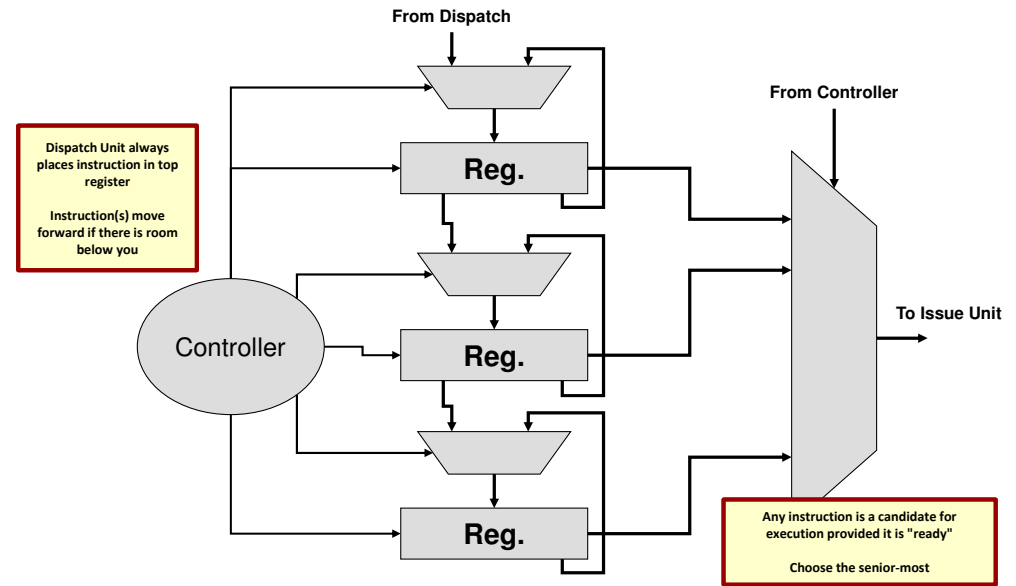 From Dispatch
From Controller
Dispatch Unit always
places instruction in top
register
Instruction(s) move
forward if there is room
below you
Reg.
Controller
Reg.
To Issue Unit
Reg.
Any instruction is a candidate for
execution provided it is "ready"
Choose the senior-most